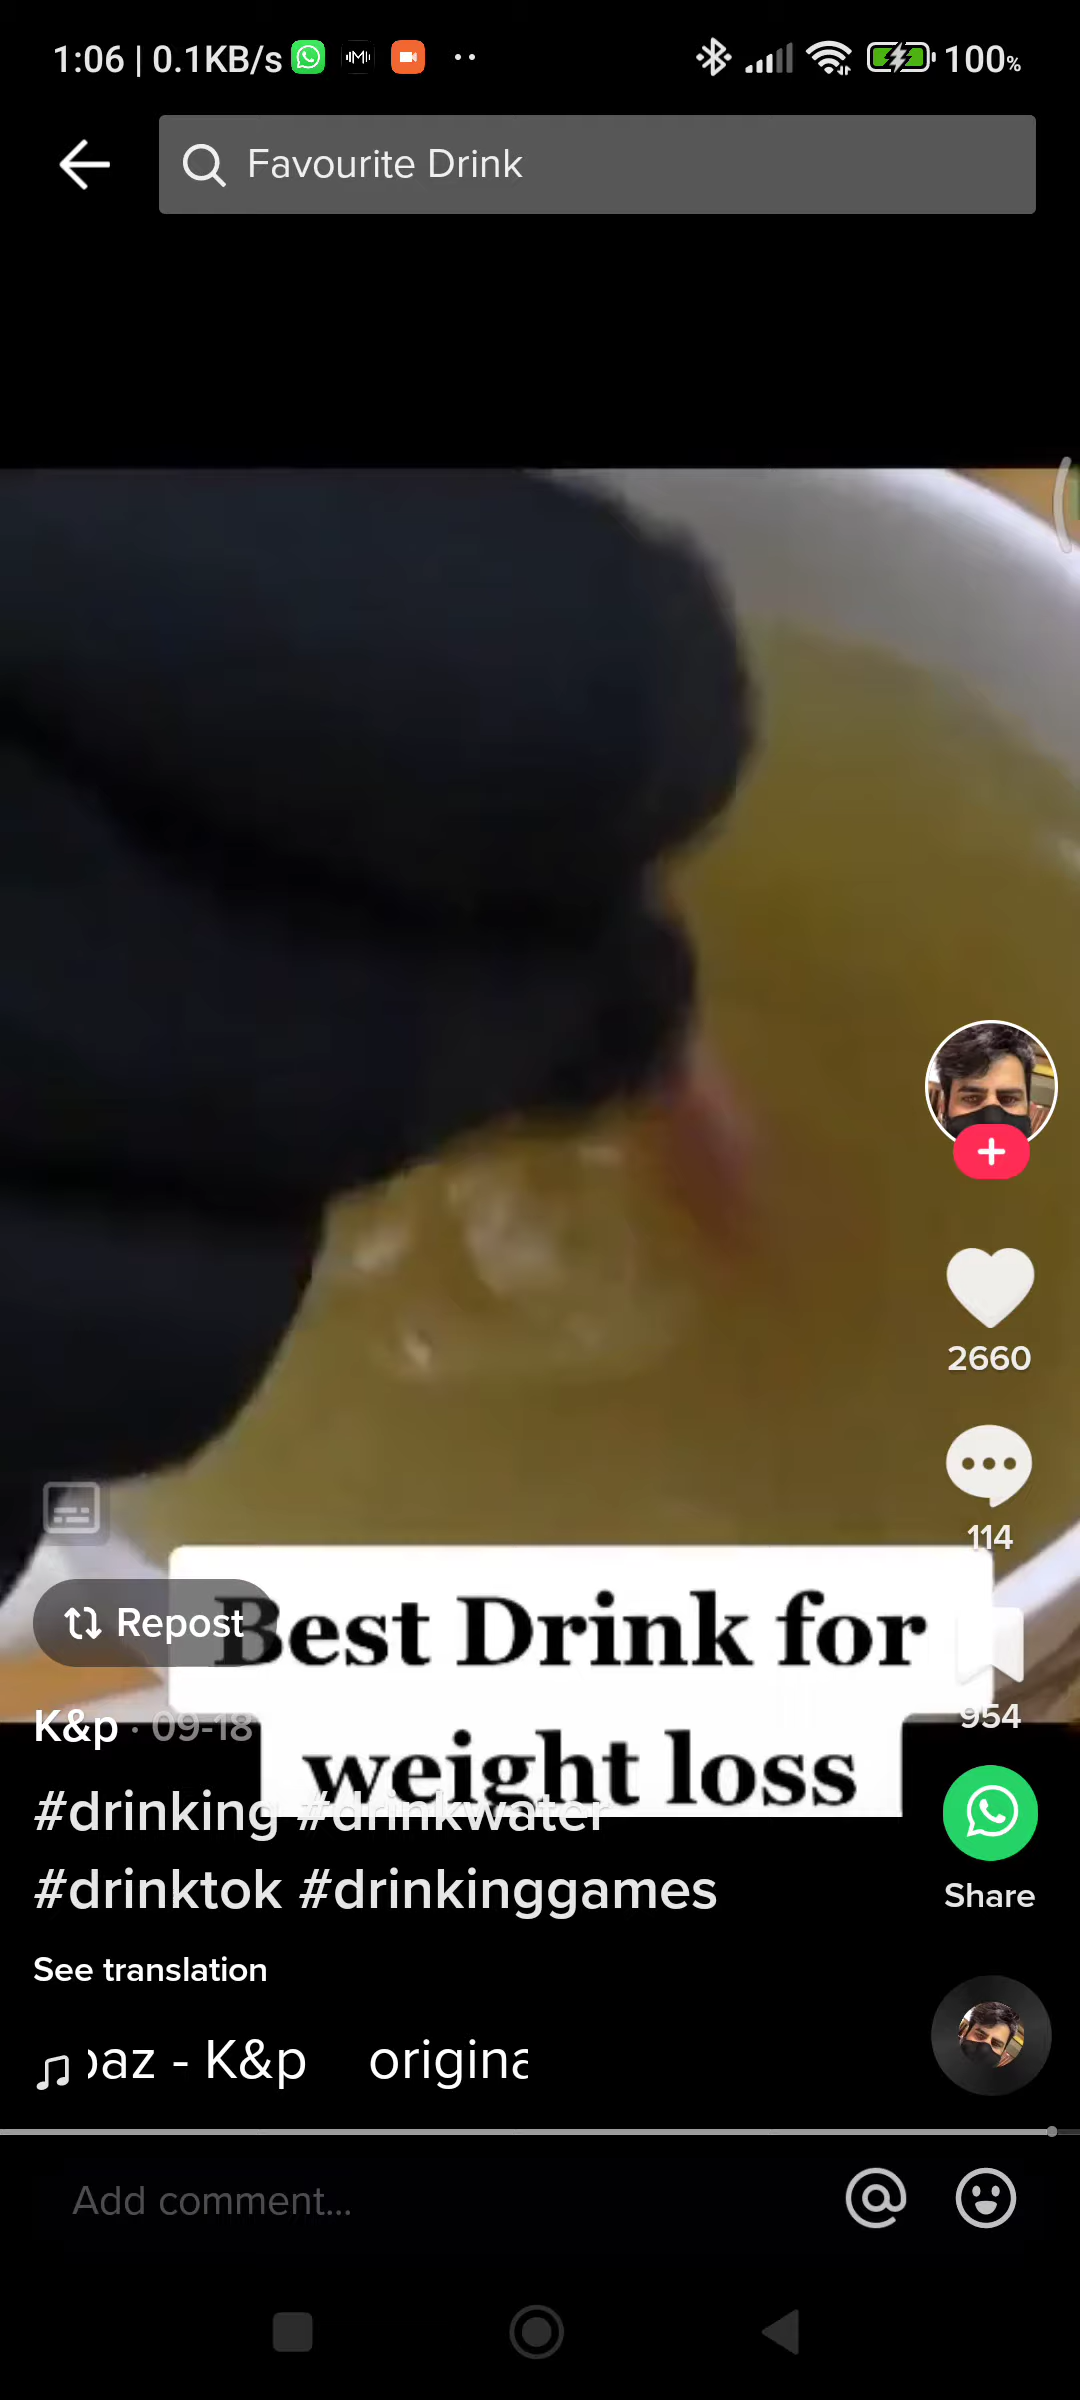 1:06 | 0.1KB/s
100%
Favourite Drink
2660
114
Best Drink for
Repost
954
K&p · 09-18
weight loss
#drinking #drinkwater
#drinktok #drinkinggames
Share
See translation
- K&p
Add comment...